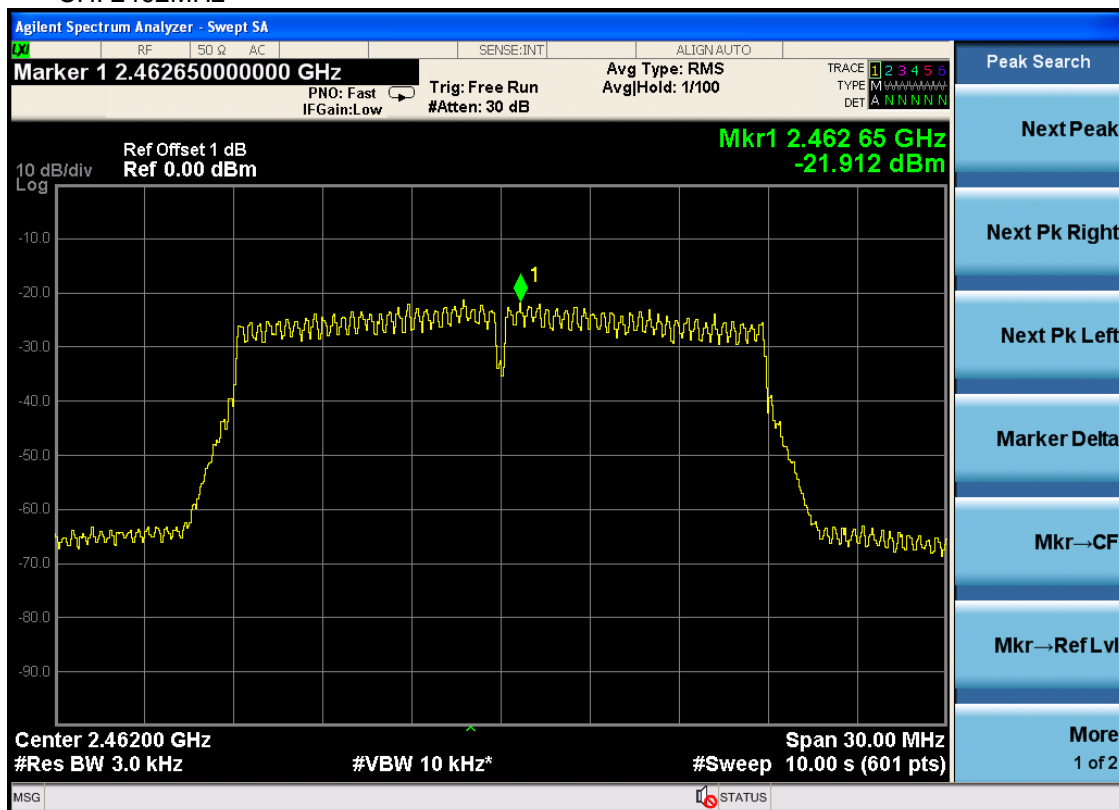 Agilent Spectrum Analyzer - Swept SA
LXI RF 50 Ω AC SENSE:INT ALIGN AUTO
Marker 1 2.462650000000 GHz
PNO: Fast
IFGain:Low
Trig: Free Run
#Atten: 30 dB
Avg Type: RMS
Avg|Hold: 1/100
TRACE 1 2 3 4 5 6
TYPE M WWWWW
DET A N N N N N
Ref Offset 1 dB
10 dB/div Ref 0.00 dBm
Log
Mkr1 2.462 65 GHz
-21.912 dBm
1
-10.0
-20.0
-30.0
-40.0
-50.0
-60.0
-70.0
-80.0
-90.0
Center 2.46200 GHz Span 30.00 MHz
#Res BW 3.0 kHz #VBW 10 kHz* #Sweep 10.00 s (601 pts)
MSG STATUS
Peak Search
Next Peak
Next Pk Right
Next Pk Left
Marker Delta
Mkr→CF
Mkr→Ref Lvl
More
1 of 2